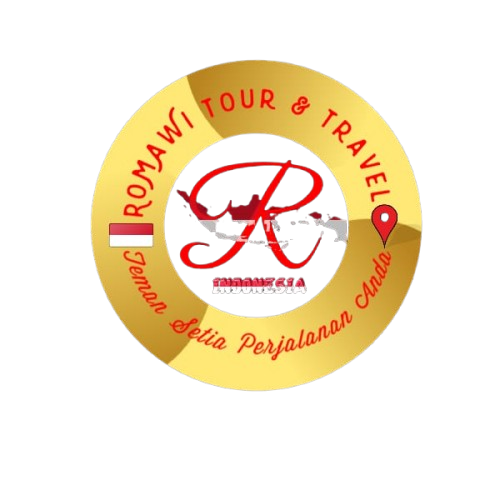 ROMAWI TOUR & TRAVEL
R
INDONESIA
Teman Setia Perjalanan Anda